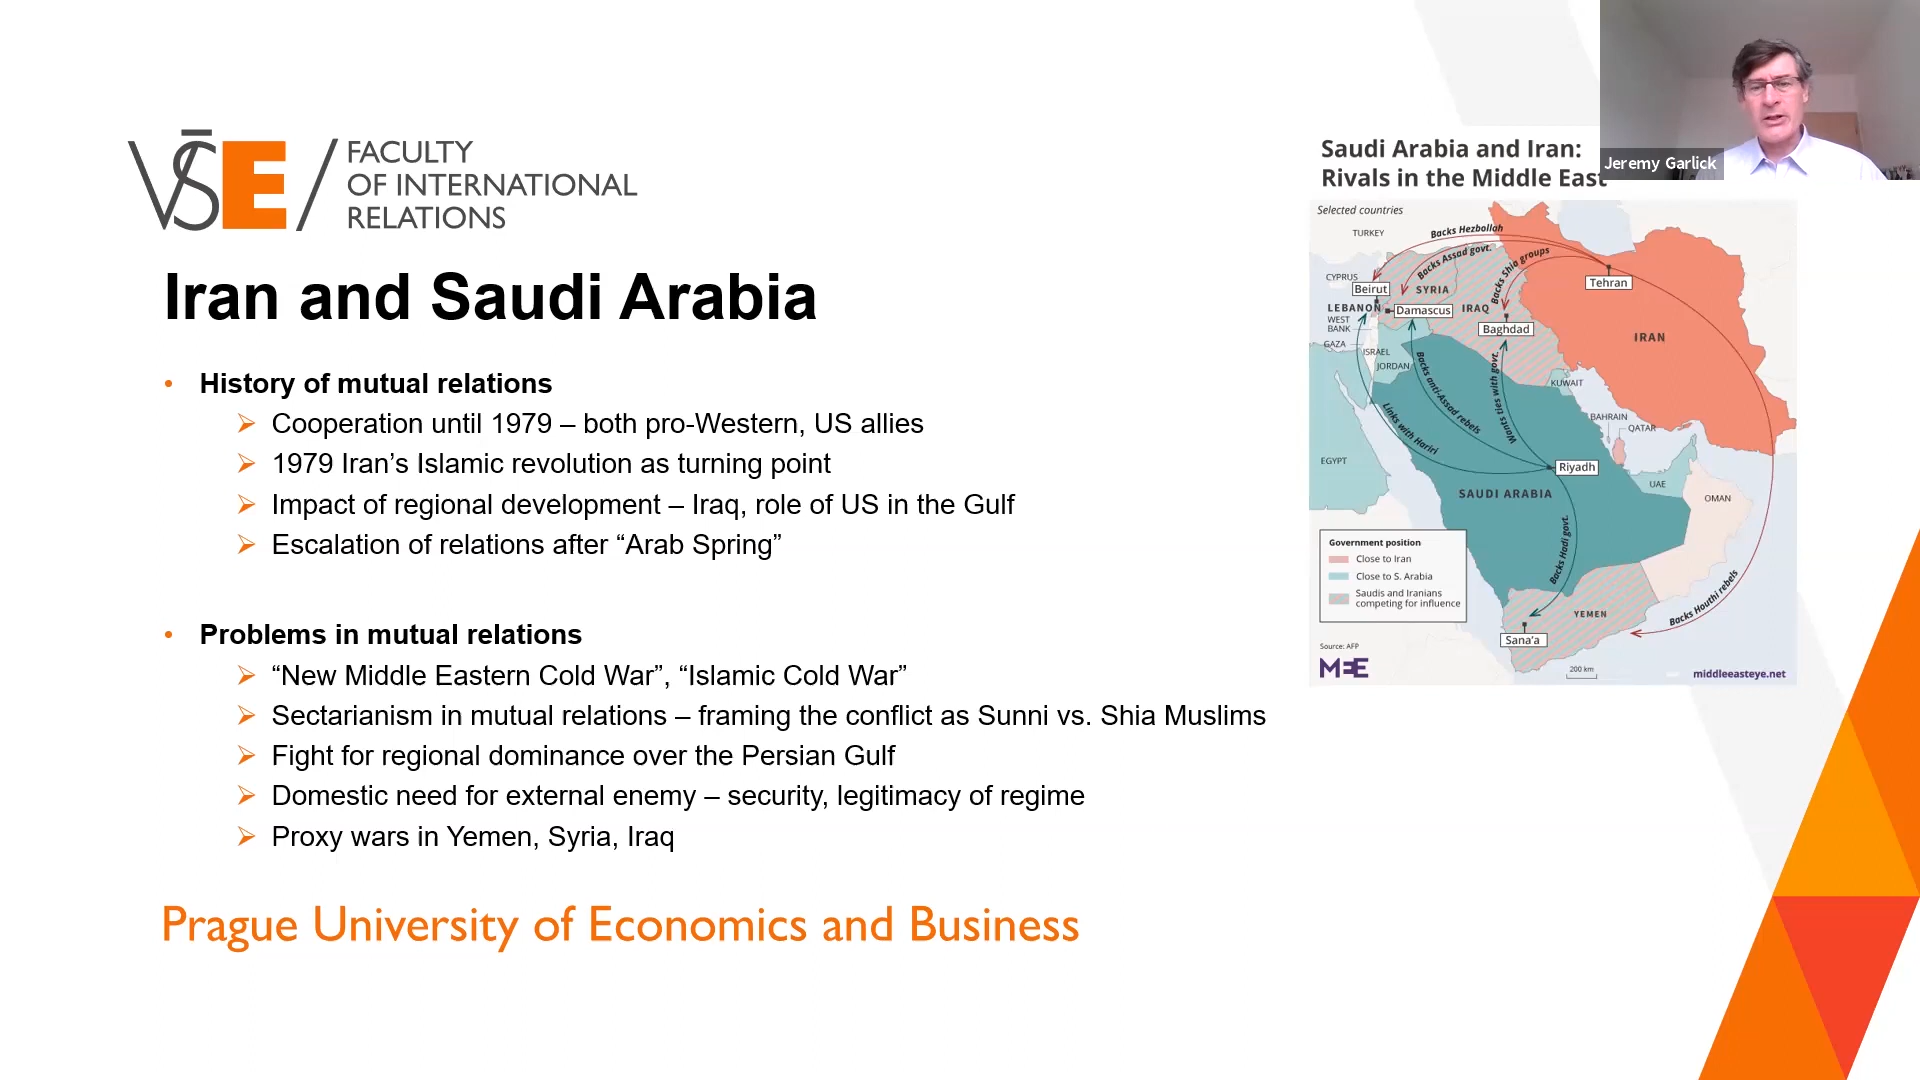 VŠE / FACULTY
OF INTERNATIONAL
RELATIONS
Iran and Saudi Arabia
• History of mutual relations
➢ Cooperation until 1979 – both pro-Western, US allies
➢ 1979 Iran’s Islamic revolution as turning point
➢ Impact of regional development – Iraq, role of US in the Gulf
➢ Escalation of relations after “Arab Spring”
• Problems in mutual relations
➢ “New Middle Eastern Cold War”, “Islamic Cold War”
➢ Sectarianism in mutual relations – framing the conflict as Sunni vs. Shia Muslims
➢ Fight for regional dominance over the Persian Gulf
➢ Domestic need for external enemy – security, legitimacy of regime
➢ Proxy wars in Yemen, Syria, Iraq
Prague University of Economics and Business
Jeremy Garlick
Saudi Arabia and Iran:
Rivals in the Middle East
Selected countries
TURKEY
Backs Hezbollah
Backs Assad govt.
Backs Shia groups
CYPRUS
Tehran
Beirut
SYRIA
LEBANON
Damascus
IRAQ
WEST
BANK
Baghdad
IRAN
GAZA
ISRAEL
JORDAN
KUWAIT
Backs anti-Assad rebels
Wants ties with govt.
Links with Hariri
BAHRAIN
QATAR
EGYPT
Riyadh
UAE
SAUDI ARABIA
OMAN
Backs Hadi govt.
Government position
Close to Iran
Close to S. Arabia
Saudis and Iranians
competing for influence
Backs Houthi rebels
YEMEN
Sana’a
Source: AFP
MEE
200 km
middleeasteye.net